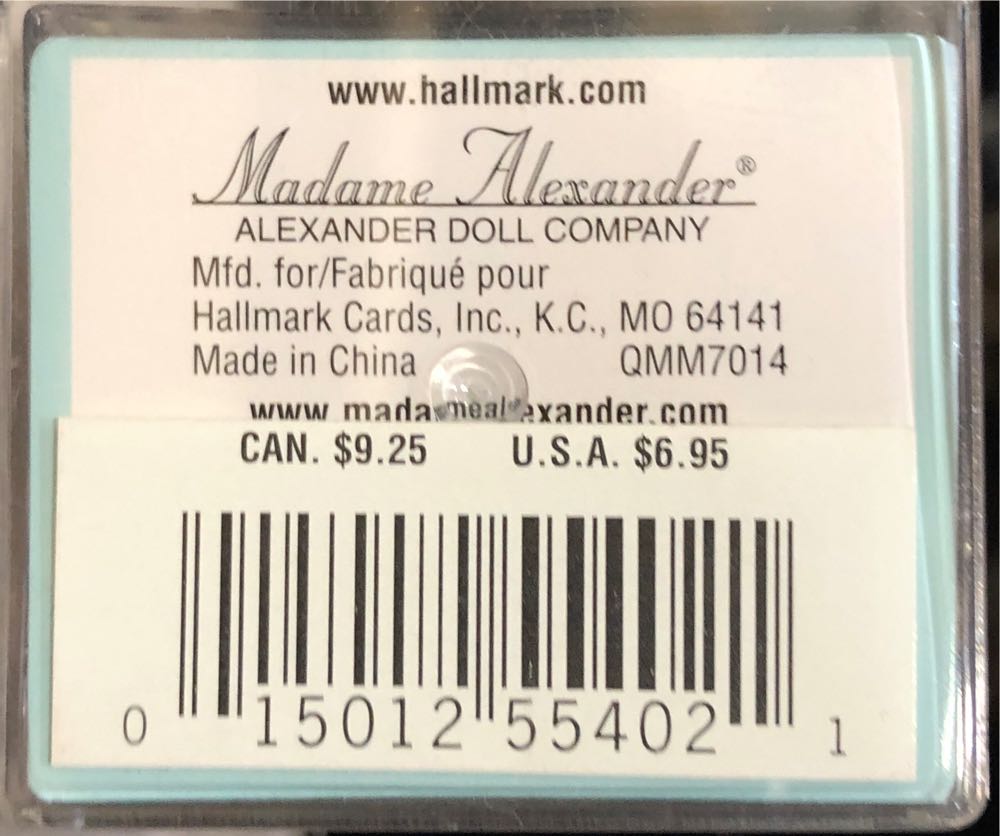 www.hallmark.com
Madame Alexander®
ALEXANDER DOLL COMPANY
Mfd. for/Fabriqué pour
Hallmark Cards, Inc., K.C., MO 64141
Made in China QMM7014
www.madamealexander.com
CAN. $9.25 U.S.A. $6.95
0 15012 55402 1